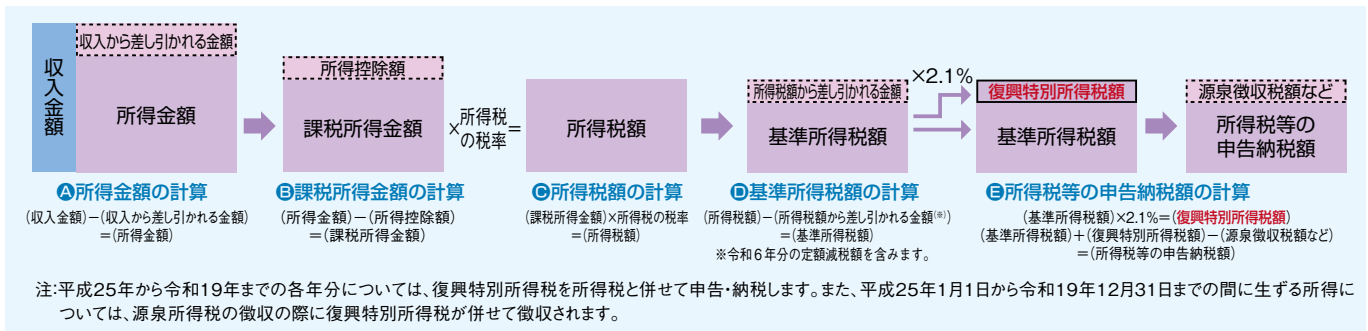 収入金額
収入から差し引かれる金額
所得金額
所得控除額
課税所得金額
×所得税の税率＝
所得税額
所得税額から差し引かれる金額
基準所得税額
×2.1%
復興特別所得税額
基準所得税額
源泉徴収税額など
所得税等の
申告納税額
Ⓐ所得金額の計算
(収入金額)－(収入から差し引かれる金額)
＝(所得金額)
Ⓑ課税所得金額の計算
(所得金額)－(所得控除額)
＝(課税所得金額)
Ⓒ所得税額の計算
(課税所得金額)×所得税の税率
＝(所得税額)
Ⓓ基準所得税額の計算
(所得税額)－(所得税額から差し引かれる金額(※))
＝(基準所得税額)
※令和６年分の定額減税額を含みます。
Ⓔ所得税等の申告納税額の計算
(基準所得税額)×2.1%＝(復興特別所得税額)
(基準所得税額)＋(復興特別所得税額)－(源泉徴収税額など)
＝(所得税等の申告納税額)
注：平成25年から令和19年までの各年分については、復興特別所得税を所得税と併せて申告・納税します。また、平成25年1月1日から令和19年12月31日までの間に生ずる所得に
ついては、源泉所得税の徴収の際に復興特別所得税が併せて徴収されます。